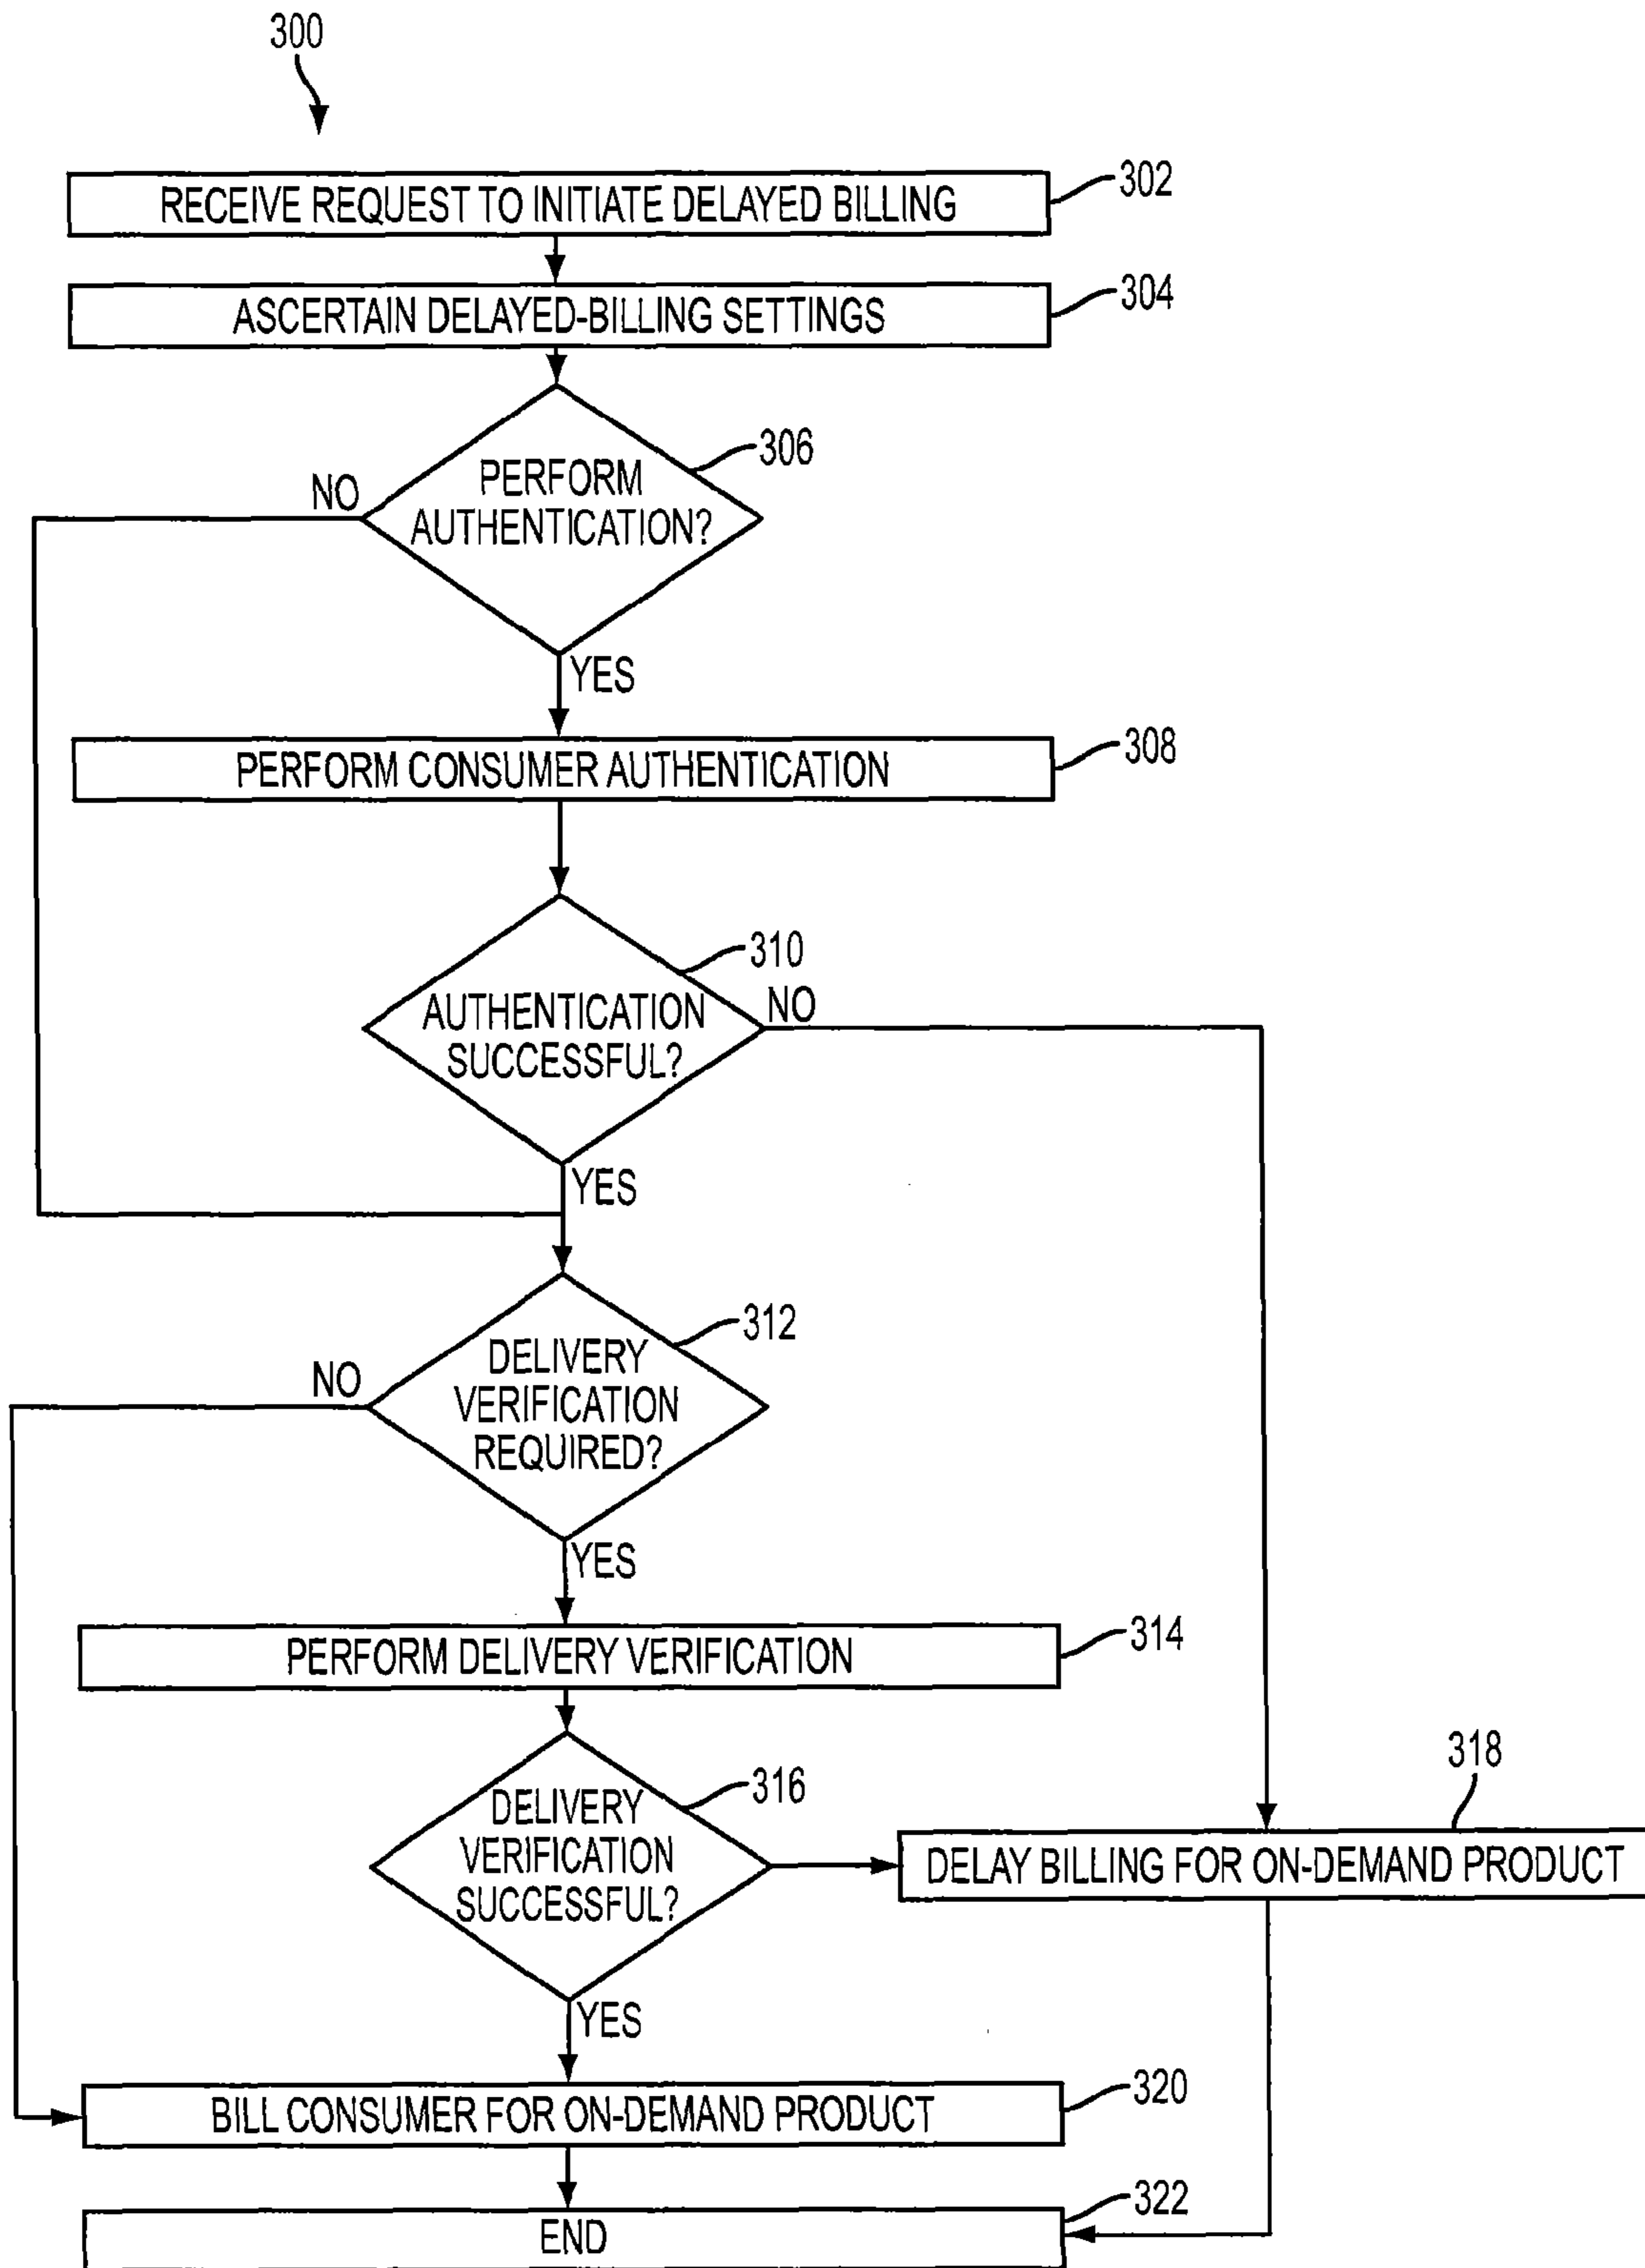 300
RECEIVE REQUEST TO INITIATE DELAYED BILLING
302
ASCERTAIN DELAYED-BILLING SETTINGS
304
306
NO
PERFORM
AUTHENTICATION?
YES
PERFORM CONSUMER AUTHENTICATION
308
310
NO
AUTHENTICATION
SUCCESSFUL?
YES
312
NO
DELIVERY
VERIFICATION
REQUIRED?
YES
PERFORM DELIVERY VERIFICATION
314
316
DELIVERY
VERIFICATION
SUCCESSFUL?
318
DELAY BILLING FOR ON-DEMAND PRODUCT
YES
BILL CONSUMER FOR ON-DEMAND PRODUCT
320
END
322